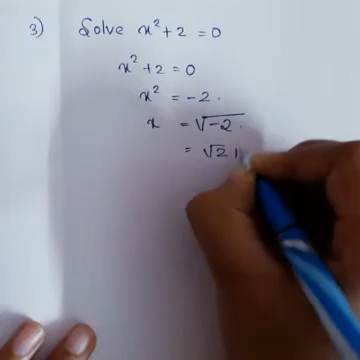 3) Solve x² + 2 = 0
x² + 2 = 0
x² = -2.
x = √-2.
= √2